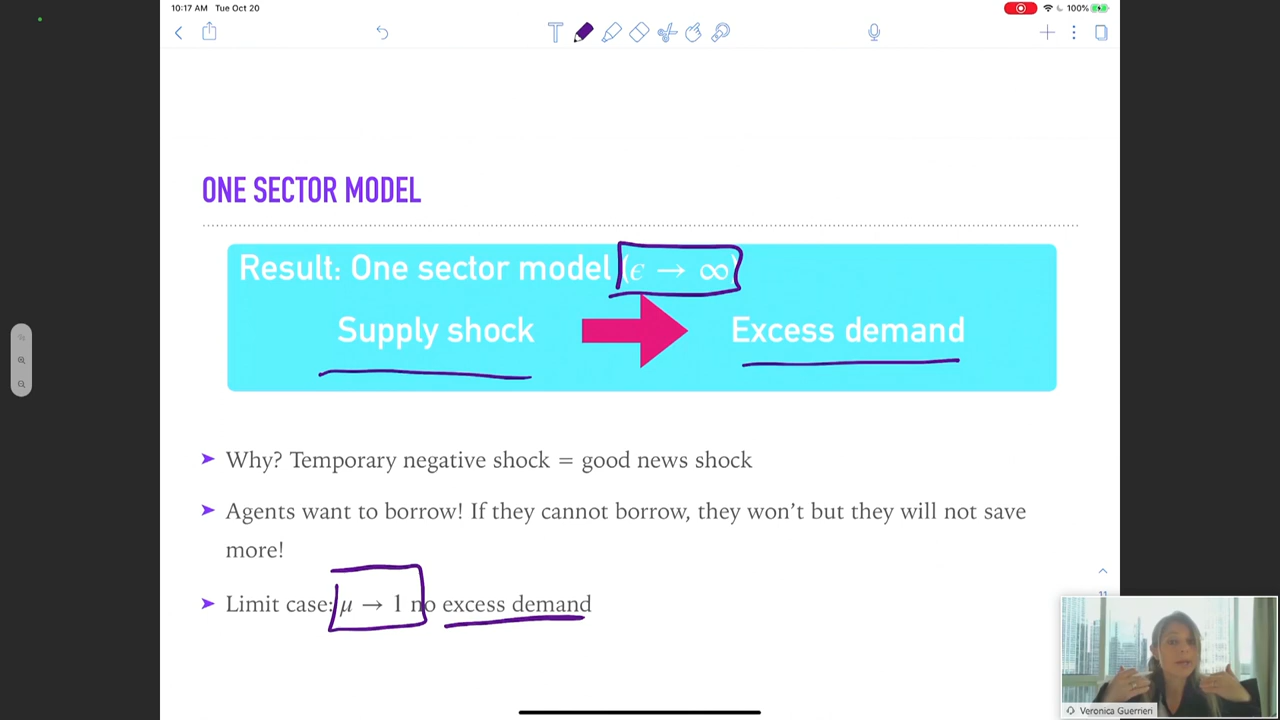 10:17 AM Tue Oct 20
100%
T
ONE SECTOR MODEL
Result: One sector model (ϵ → ∞)
Supply shock
Excess demand
➤ Why? Temporary negative shock = good news shock
➤ Agents want to borrow! If they cannot borrow, they won’t but they will not save
more!
➤ Limit case: μ → 1 no excess demand
11
Veronica Guerrieri